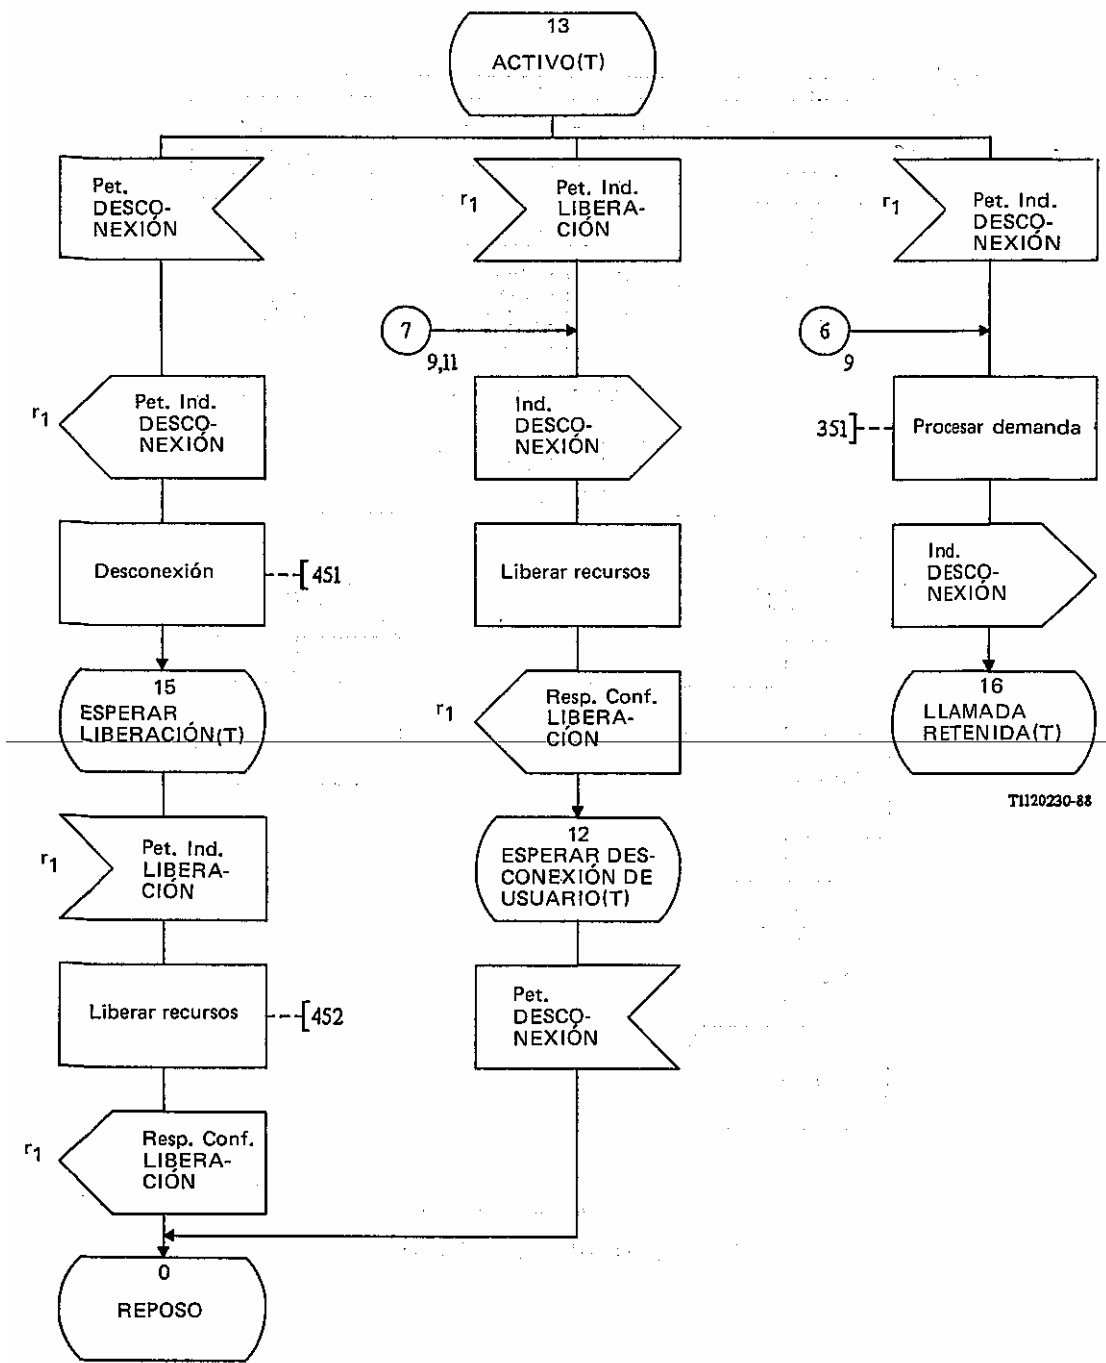 13
ACTIVO(T)
Pet.
DESCO-
NEXIÓN
r1
Pet. Ind.
LIBERA-
CIÓN
r1
Pet. Ind.
DESCO-
NEXIÓN
7
9,11
6
9
r1
Pet. Ind.
DESCO-
NEXIÓN
Ind.
DESCO-
NEXIÓN
351
Procesar demanda
Desconexión
451
Liberar recursos
Ind.
DESCO-
NEXIÓN
15
ESPERAR
LIBERACIÓN(T)
r1
Resp. Conf.
LIBERA-
CIÓN
16
LLAMADA
RETENIDA(T)
T1120230-88
r1
Pet. Ind.
LIBERA-
CIÓN
12
ESPERAR DES-
CONEXIÓN DE
USUARIO(T)
Liberar recursos
452
Pet.
DESCO-
NEXIÓN
r1
Resp. Conf.
LIBERA-
CIÓN
0
REPOSO